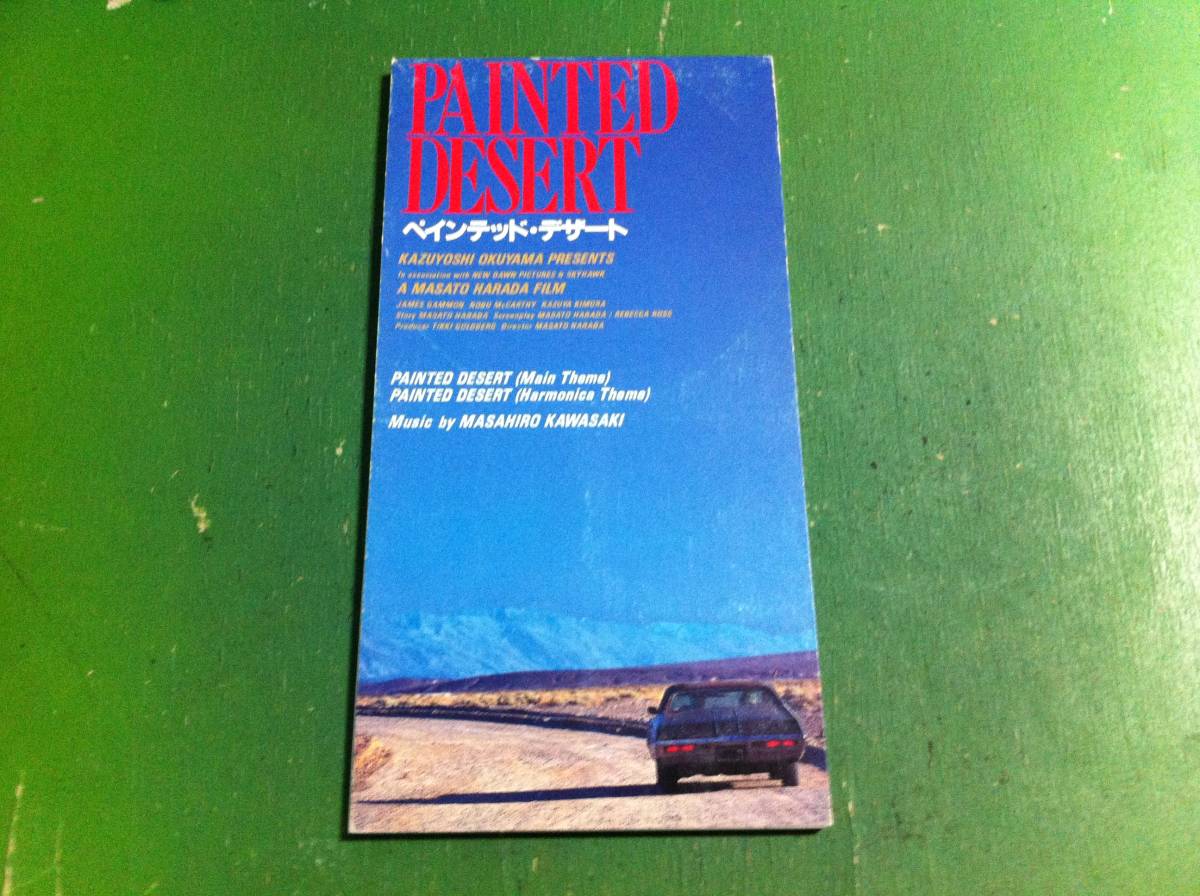 PAINTED
DESERT
ペインテッド・デザート
KAZUYOSHI OKUYAMA PRESENTS
In association with NEW DAWN PICTURES & SKYHAWK
A MASATO HARADA FILM
JAMES GAMMON NOBU McCARTHY KAZUYA KIMURA
Story MASATO HARADA Screenplay MASATO HARADA / REBECCA ROSS
Producer TIKKI GOLDBERG Director MASATO HARADA
PAINTED DESERT (Main Theme)
PAINTED DESERT (Harmonica Theme)
Music by MASAHIRO KAWASAKI